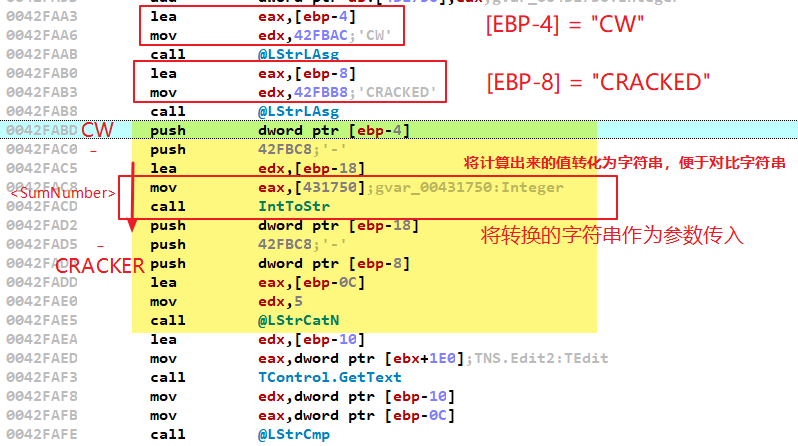 0042FAA3 lea eax,[ebp-4] [EBP-4] = "CW"
0042FAA6 mov edx,42FBAC;'CW'
0042FAAB call @LStrLAsg
0042FAB0 lea eax,[ebp-8] [EBP-8] = "CRACKED"
0042FAB3 mov edx,42FBB8;'CRACKED'
0042FAB8 call @LStrLAsg
0042FABD CW push dword ptr [ebp-4]
0042FAC0 - push 42FBC8;'-'
0042FAC5 lea eax,[ebp-18] 将计算出来的值转化为字符串，便于对比字符串
0042FAC8 mov eax,[431750];gvar_00431750:Integer
<SumNumber>
0042FACD call IntToStr
0042FAD2 push dword ptr [ebp-18] 将转换的字符串作为参数传入
0042FAD5 - push 42FBC8;'-'
CRACKER push dword ptr [ebp-8]
0042FADD lea eax,[ebp-0C]
0042FAE0 mov edx,5
0042FAE5 call @LStrCatN
0042FAEA lea edx,[ebp-10]
0042FAED mov eax,dword ptr [ebx+1E0];TNS.Edit2:TEdit
0042FAF3 call TControl.GetText
0042FAF8 mov edx,dword ptr [ebp-10]
0042FAFB mov eax,dword ptr [ebp-0C]
0042FAFE call @LStrCmp